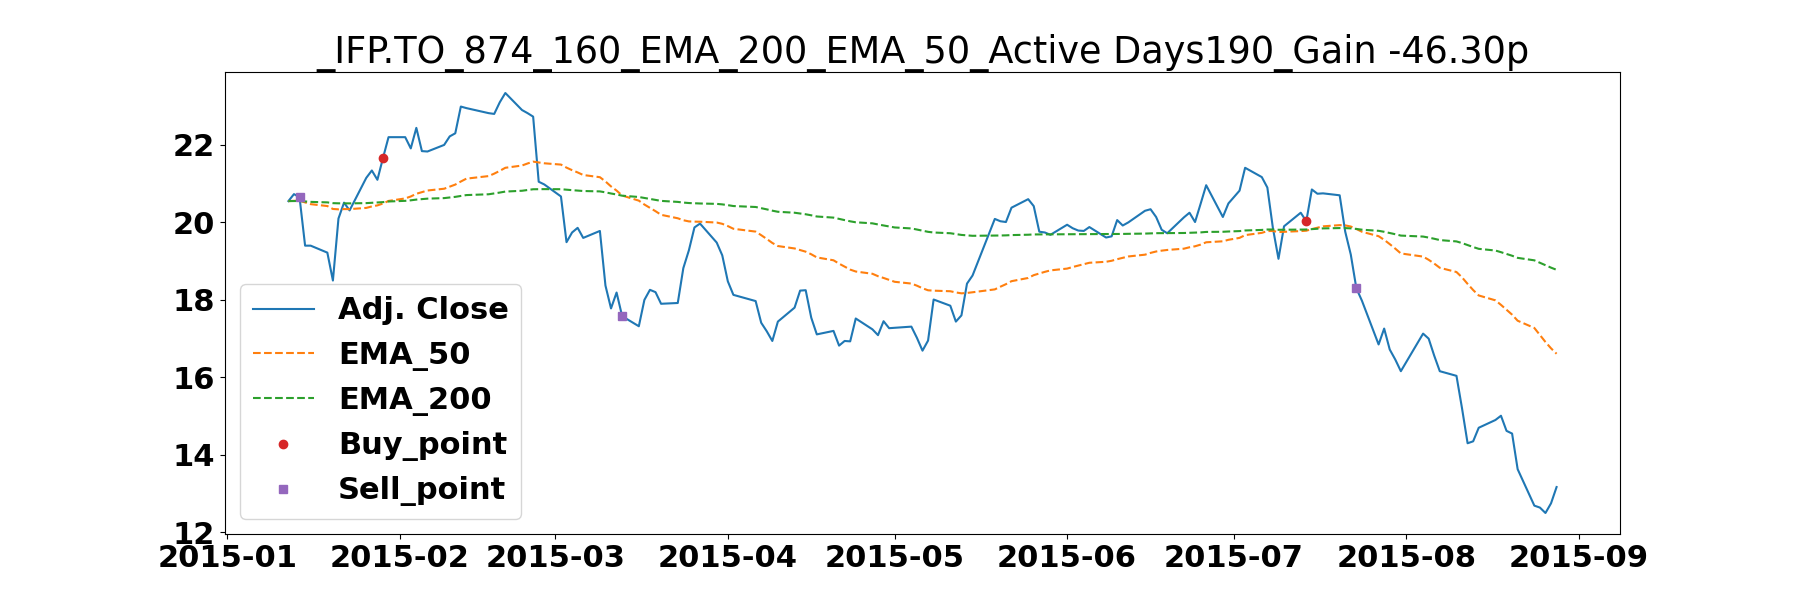 _IFP.TO_874_160_EMA_200_EMA_50_Active Days190_Gain -46.30p
22
20
18
16
14
12
Adj. Close
EMA_50
EMA_200
Buy_point
Sell_point
2015-01 2015-02 2015-03 2015-04 2015-05 2015-06 2015-07 2015-08 2015-09